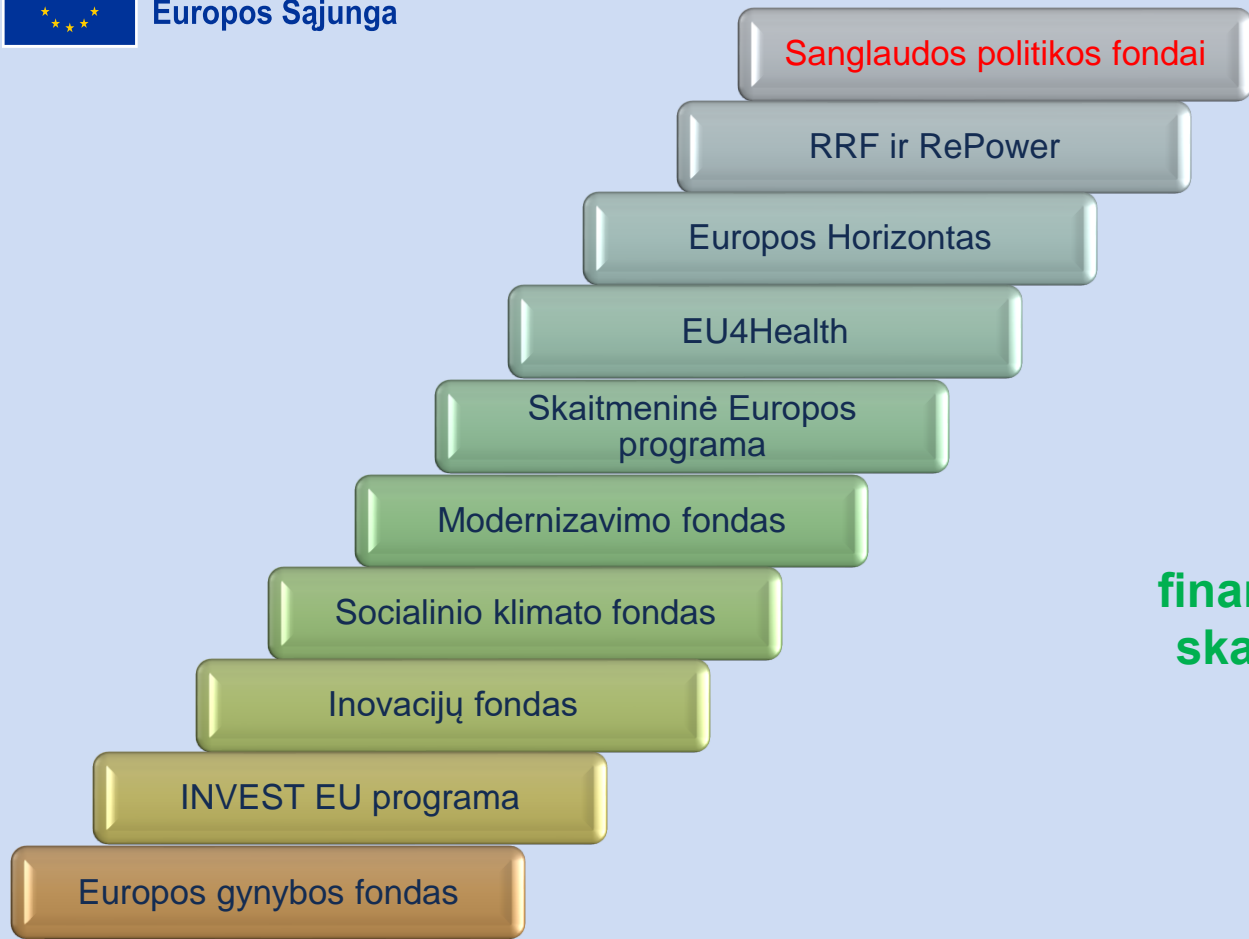 Europos Sąjunga
Sanglaudos politikos fondai
RRF ir RePower
Europos Horizontas
EU4Health
Skaitmeninė Europos
programa
Modernizavimo fondas
Socialinio klimato fondas
Inovacijų fondas
INVEST EU programa
Europos gynybos fondas